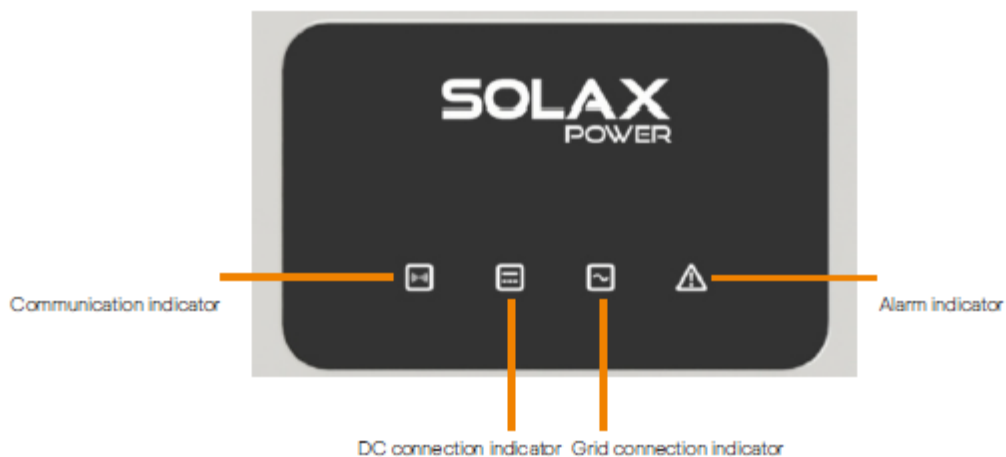 SOLAX
POWER
Communication indicator
Alarm indicator
DC connection indicator
Grid connection indicator